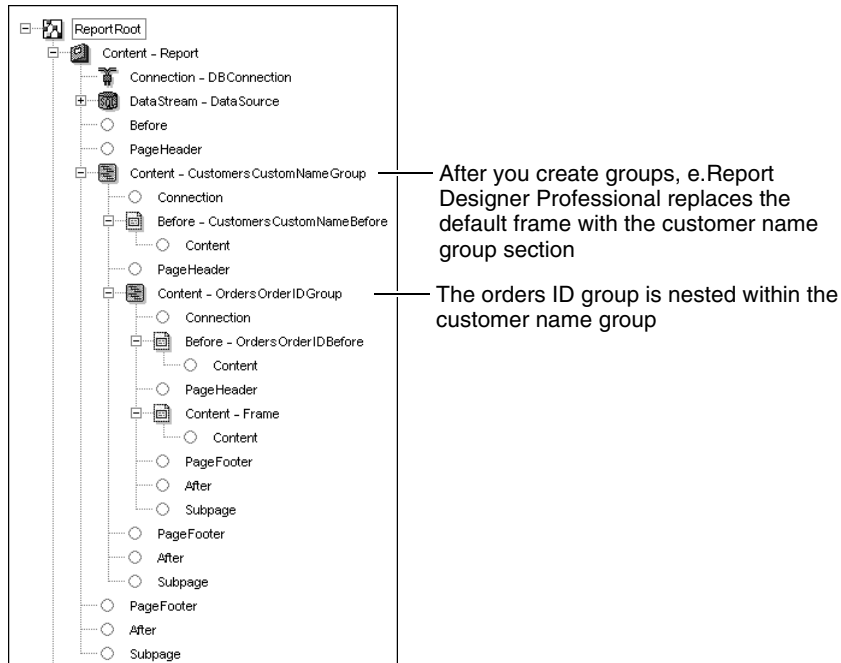 ReportRoot
Content - Report
Connection - DBConnection
SQL
DataStream - DataSource
Before
PageHeader
Content - CustomersCustomNameGroup
Connection
Before - CustomersCustomNameBefore
Content
PageHeader
Content - OrdersOrderIDGroup
Connection
Before - OrdersOrderIDBefore
Content
PageHeader
Content - Frame
Content
PageFooter
After
Subpage
PageFooter
After
Subpage
PageFooter
After
Subpage
After you create groups, e.Report
Designer Professional replaces the
default frame with the customer name
group section
The orders ID group is nested within the
customer name group